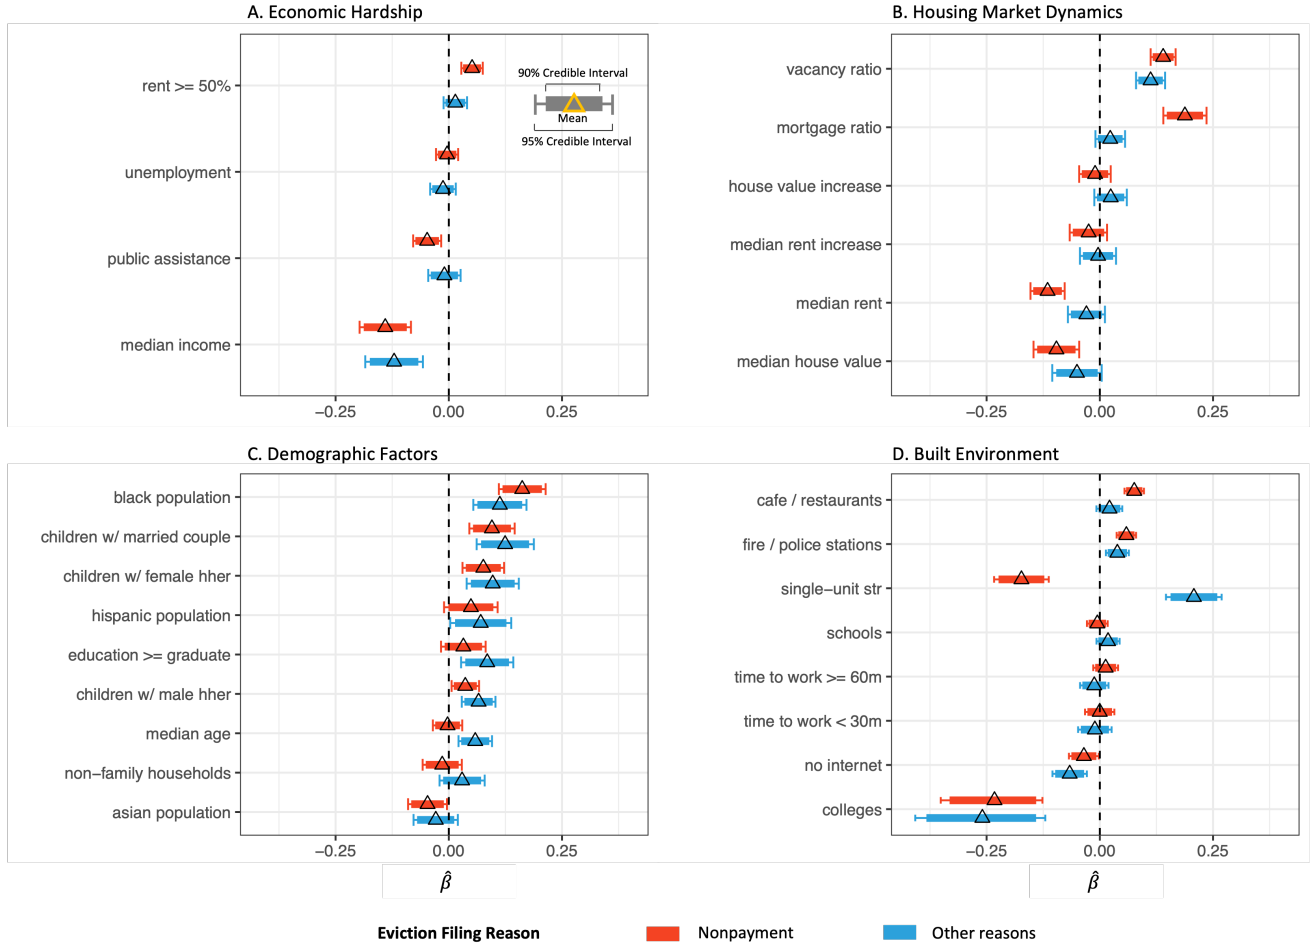 A. Economic Hardship
rent >= 50%
unemployment
public assistance
median income
90% Credible Interval
Mean
95% Credible Interval
−0.25 0.00 0.25
B. Housing Market Dynamics
vacancy ratio
mortgage ratio
house value increase
median rent increase
median rent
median house value
−0.25 0.00 0.25
C. Demographic Factors
black population
children w/ married couple
children w/ female hher
hispanic population
education >= graduate
children w/ male hher
median age
non−family households
asian population
−0.25 0.00 0.25
β̂
D. Built Environment
cafe / restaurants
fire / police stations
single−unit str
schools
time to work >= 60m
time to work < 30m
no internet
colleges
−0.25 0.00 0.25
β̂
Eviction Filing Reason Nonpayment Other reasons